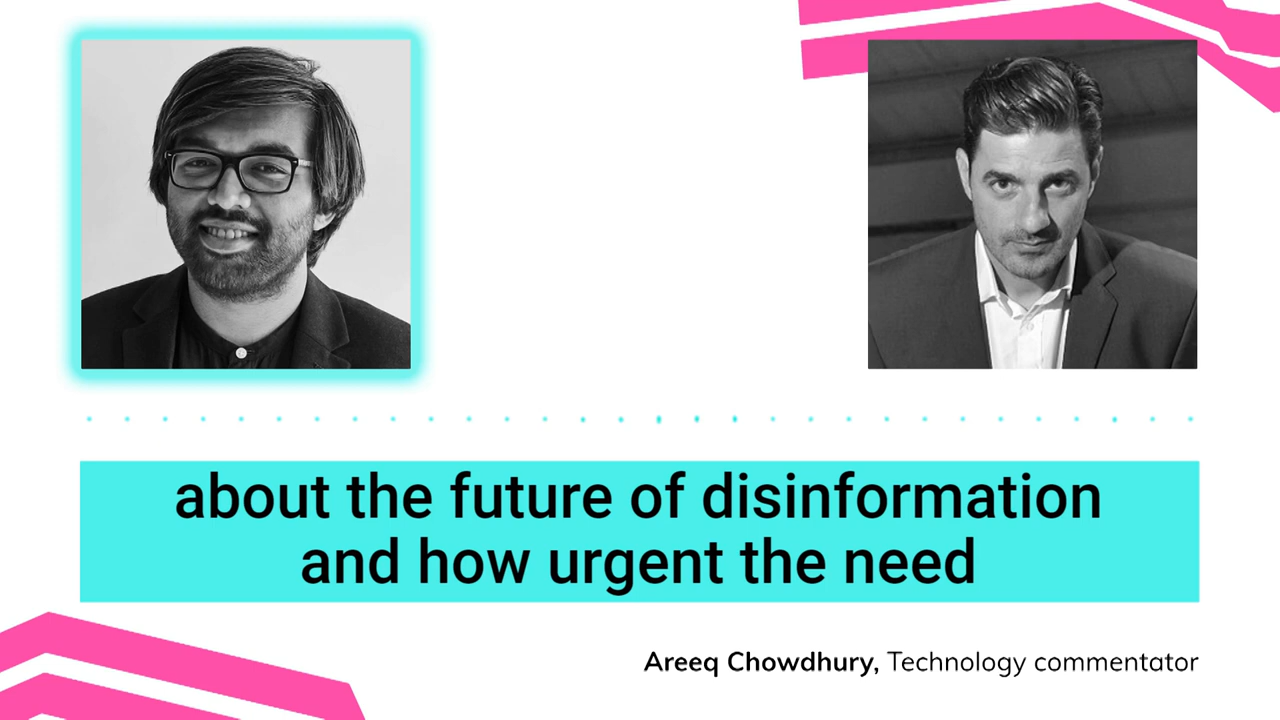 about the future of disinformation
and how urgent the need
Areeq Chowdhury, Technology commentator